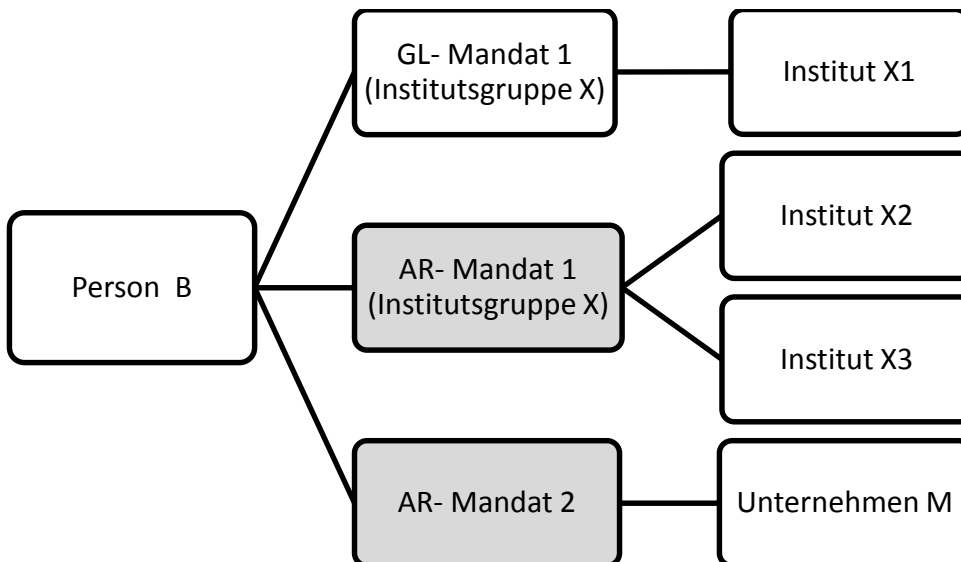 GL- Mandat 1
(Institutsgruppe X)
Institut X1
Institut X2
Person  B
AR- Mandat 1
(Institutsgruppe X)
Institut X3
AR- Mandat 2
Unternehmen M